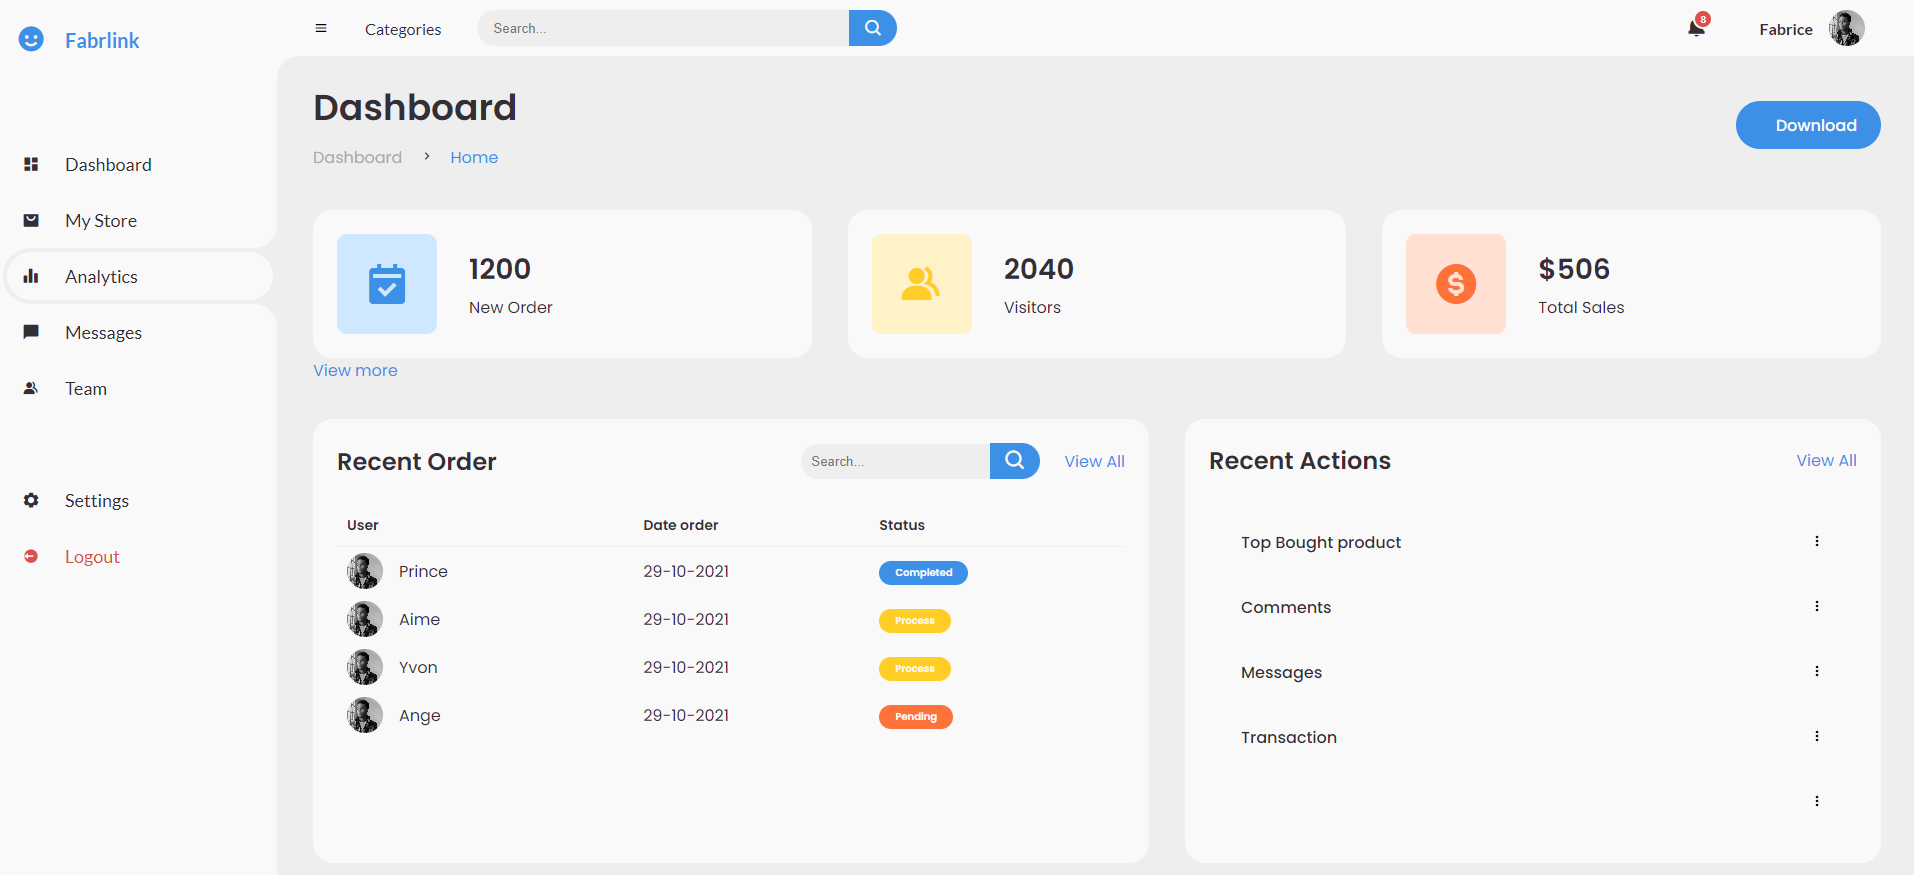 Fabrlink
Categories
Search...
8
Fabrice
Dashboard
My Store
Analytics
Messages
Team
Settings
Logout
Dashboard
Dashboard > Home
Download
1200
New Order
2040
Visitors
$506
Total Sales
View more
Recent Order
Search...
View All
User Date order Status
Prince 29-10-2021 Completed
Aime 29-10-2021 Process
Yvon 29-10-2021 Process
Ange 29-10-2021 Pending
Recent Actions
View All
Top Bought product
Comments
Messages
Transaction